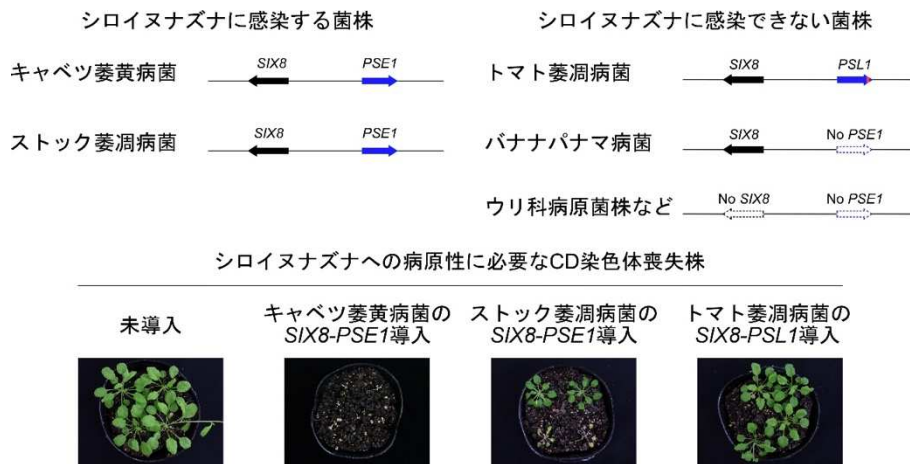 シロイヌナズナに感染する菌株
キャベツ萎黄病菌
SIX8
PSE1
ストック萎凋病菌
SIX8
PSE1
シロイヌナズナに感染できない菌株
トマト萎凋病菌
SIX8
PSL1
バナナパナマ病菌
SIX8
No PSE1
ウリ科病原菌株など
No SIX8
No PSE1
シロイヌナズナへの病原性に必要なCD染色体喪失株
未導入
キャベツ萎黄病菌の
SIX8-PSE1導入
ストック萎凋病菌の
SIX8-PSE1導入
トマト萎凋病菌の
SIX8-PSL1導入